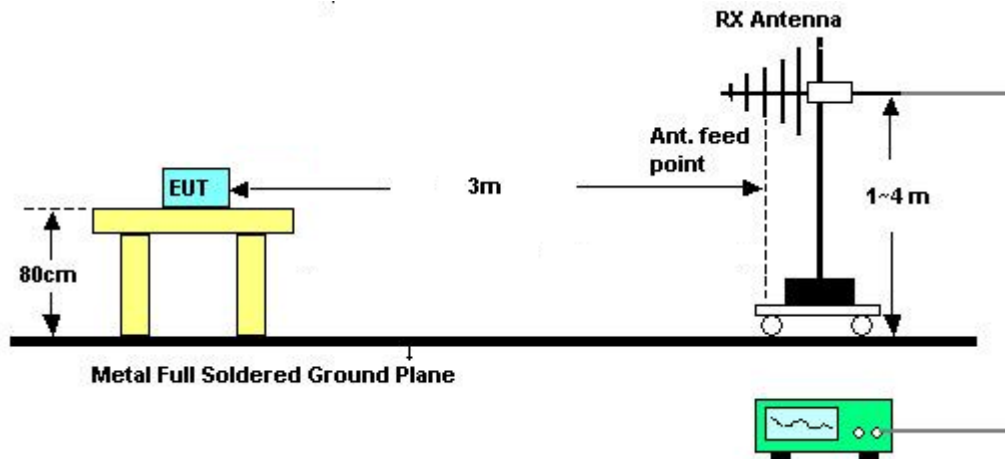 RX Antenna
Ant. feed
point
EUT
3m
1~4 m
80cm
Metal Full Soldered Ground Plane